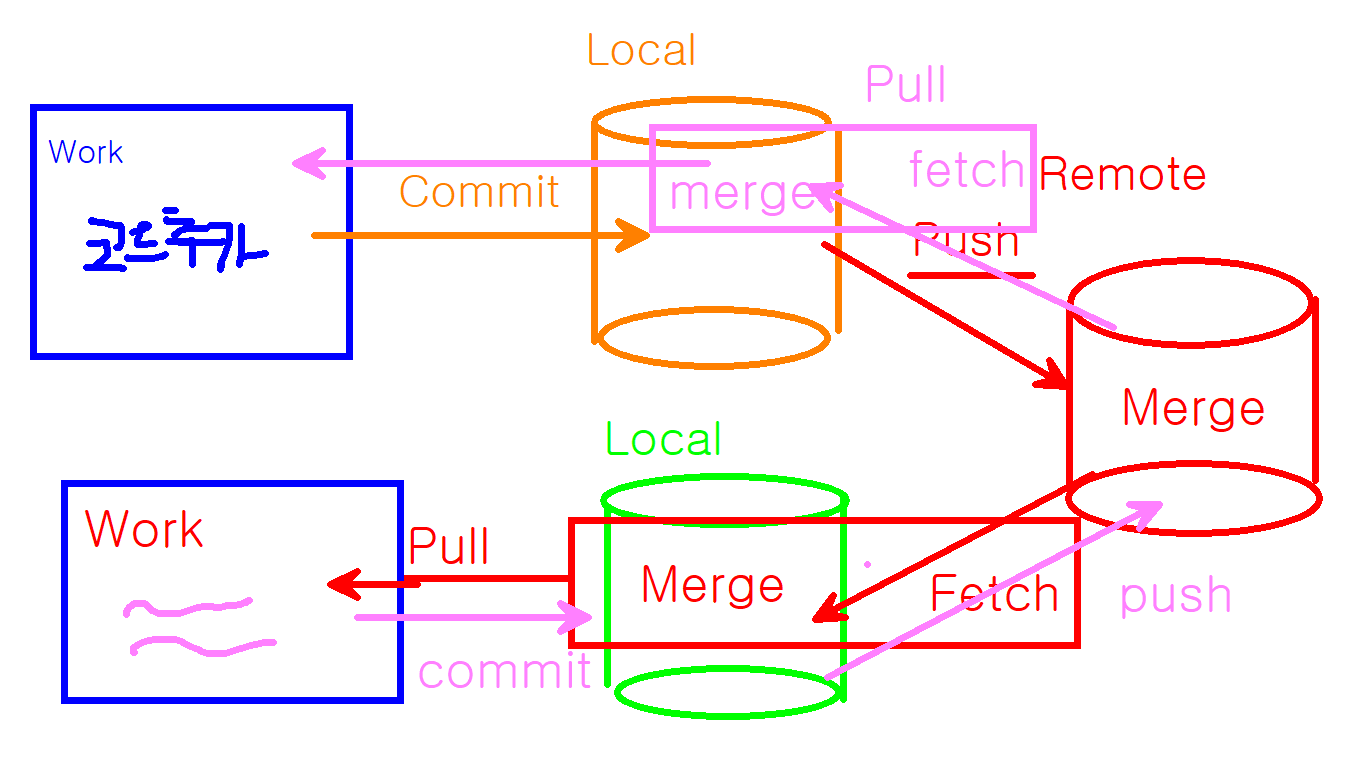 Local
Pull
Work
Commit
merge
fetch
Remote
코드추가
Push
Merge
Local
Work
Pull
Merge
Fetch
push
commit